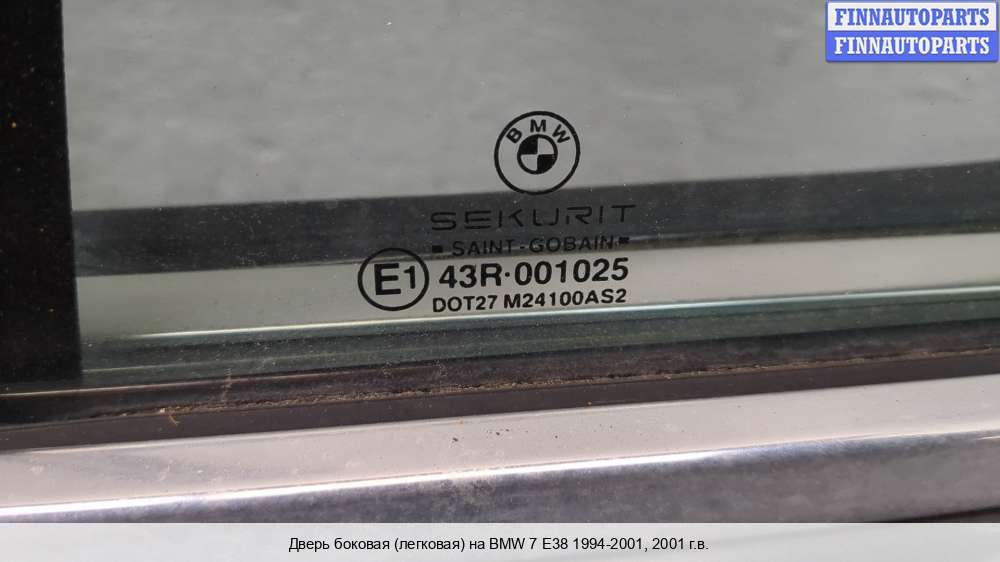 FINNAUTOPARTS
FINNAUTOPARTS
BMW
SEKURIT
SAINT-GOBAIN
E1 43R·001025
DOT27 M24100AS2
Дверь боковая (легковая) на BMW 7 E38 1994-2001, 2001 г.в.